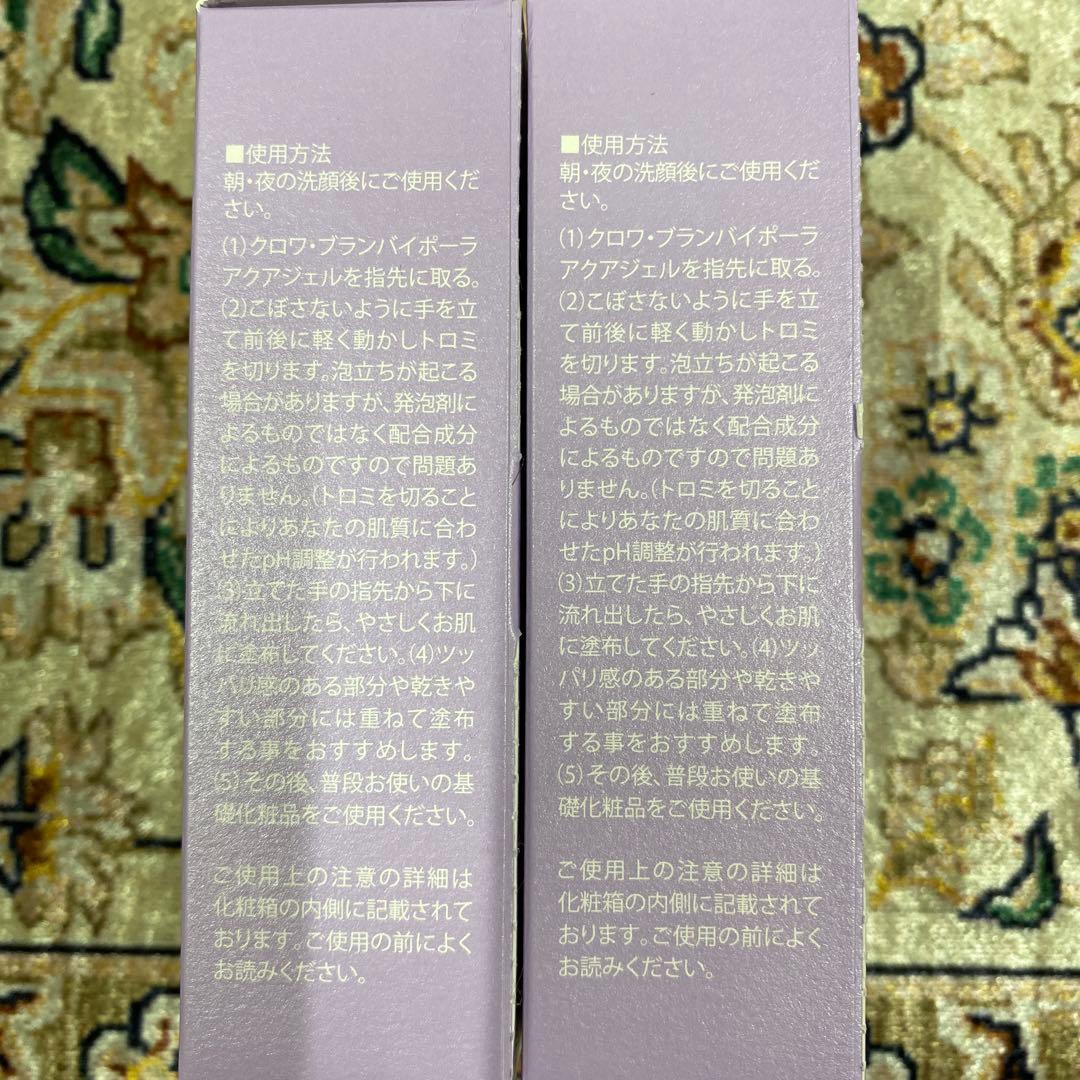 ■使用方法
朝・夜の洗顔後にご使用くだ
さい。
(1)クロワ・ブランバイポーラ
アクアジェルを指先に取る。
(2)こぼさないように手を立
て前後に軽く動かしトロミ
を切ります。泡立ちが起こる
場合がありますが、発泡剤に
よるものではなく配合成分
によるものですので問題あ
りません。(トロミを切ること
によりあなたの肌質に合わ
せたpH調整が行われます。)
(3)立てた手の指先から下に
流れ出したら、やさしくお肌
に塗布してください。(4)ツッ
パリ感のある部分や乾きや
すい部分には重ねて塗布
する事をおすすめします。
(5)その後、普段お使いの基
礎化粧品をご使用ください。
ご使用上の注意の詳細は
化粧箱の内側に記載されて
おります。ご使用の前によく
お読みください。
■使用方法
朝・夜の洗顔後にご使用くだ
さい。
(1)クロワ・ブランバイポーラ
アクアジェルを指先に取る。
(2)こぼさないように手を立
て前後に軽く動かしトロミ
を切ります。泡立ちが起こる
場合がありますが、発泡剤に
よるものではなく配合成分
によるものですので問題あ
りません。(トロミを切ること
によりあなたの肌質に合わ
せたpH調整が行われます。)
(3)立てた手の指先から下に
流れ出したら、やさしくお肌
に塗布してください。(4)ツッ
パリ感のある部分や乾きや
すい部分には重ねて塗布
する事をおすすめします。
(5)その後、普段お使いの基
礎化粧品をご使用ください。
ご使用上の注意の詳細は
化粧箱の内側に記載されて
おります。ご使用の前によく
お読みください。